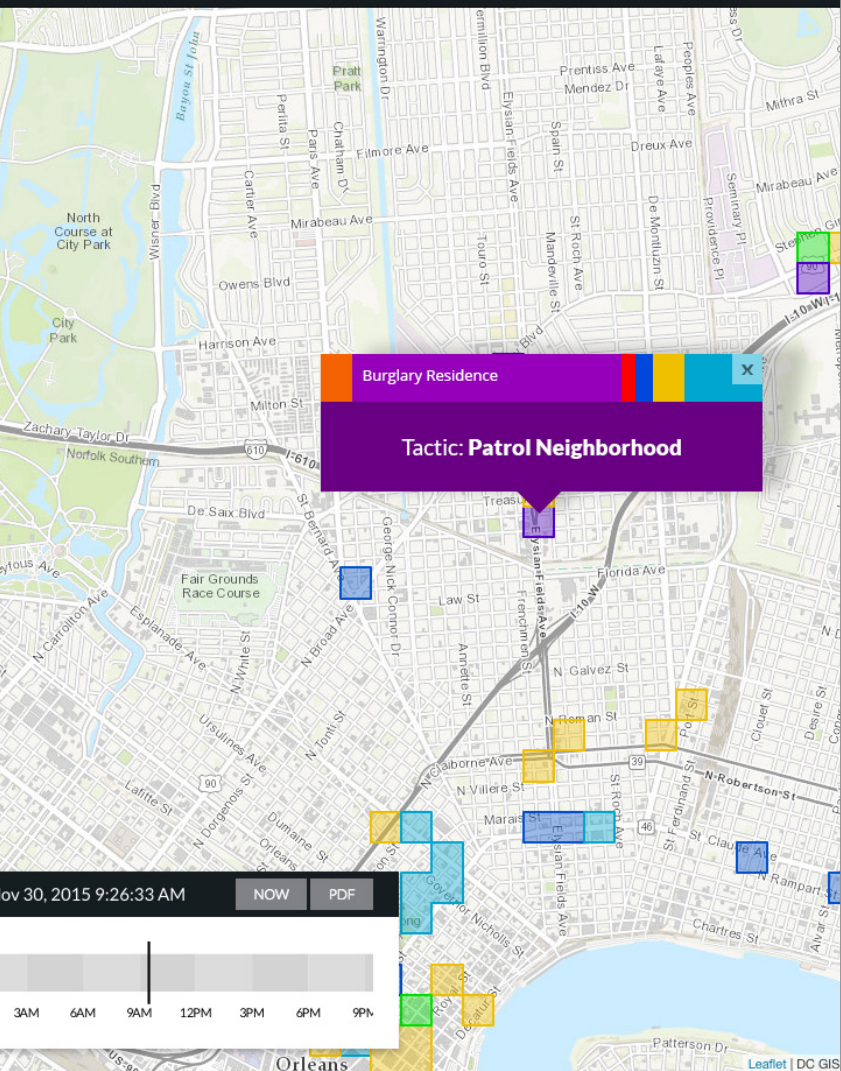 Bayou St John
Warrington Dr
Pratt
Park
Perlita St
Paris Ave
Chatham Dr
Elysian Fields Ave
Prentiss Ave
Mendez Dr
Lafaye Ave
Peoples Ave
Mithra St
Spain St
Filmore Ave
Dreux Ave
Cartier Ave
Mirabeau Ave
Seminary Pl
Mirabeau Ave
North
Course at
City Park
Wisner Blvd
Providence Pl
De Montluzin St
St Roch Ave
Mandeville St
Touro St
90
Owens Blvd
I-10 W
City
Park
Harrison Ave
Blvd
Burglary Residence
x
Milton St
Tactic: Patrol Neighborhood
Zachary Taylor Dr
610
I-610
Norfolk Southern
De Saix Blvd
St Bernard Ave
George Nick Connor Dr
Elysian Fields Ave
Florida Ave
Fair Grounds
Race Course
Law St
I-10 W
Frenchmen St
N Carrollton Ave
Esplanade Ave
N White St
N Broad Ave
Annette St
N Galvez St
Port St
Clouet St
Desire St
N Roman St
Ursulines Ave
N Tonti St
90
N Claiborne Ave
39
N Robertson St
N Villere St
Lafitte St
N Dorgenois St
Dumaine St
Orleans
Marais St
Elysian Fields Ave
St Roch Ave
46
St Ferdinand St
St Claude Ave
N Rampart St
Governor Nicholls St
Chartres St
Alvar St
Nov 30, 2015 9:26:33 AM
NOW
PDF
Royal St
Decatur St
3AM
6AM
9AM
12PM
3PM
6PM
Patterson Dr
Orleans
Leaflet | DC GIS